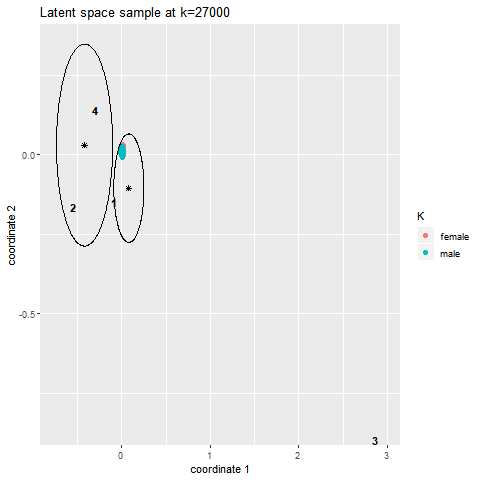 Latent space sample at k=27000
4
0.0
2
1
-0.5
3
0
1
2
3
coordinate 1
coordinate 2
K
female
male